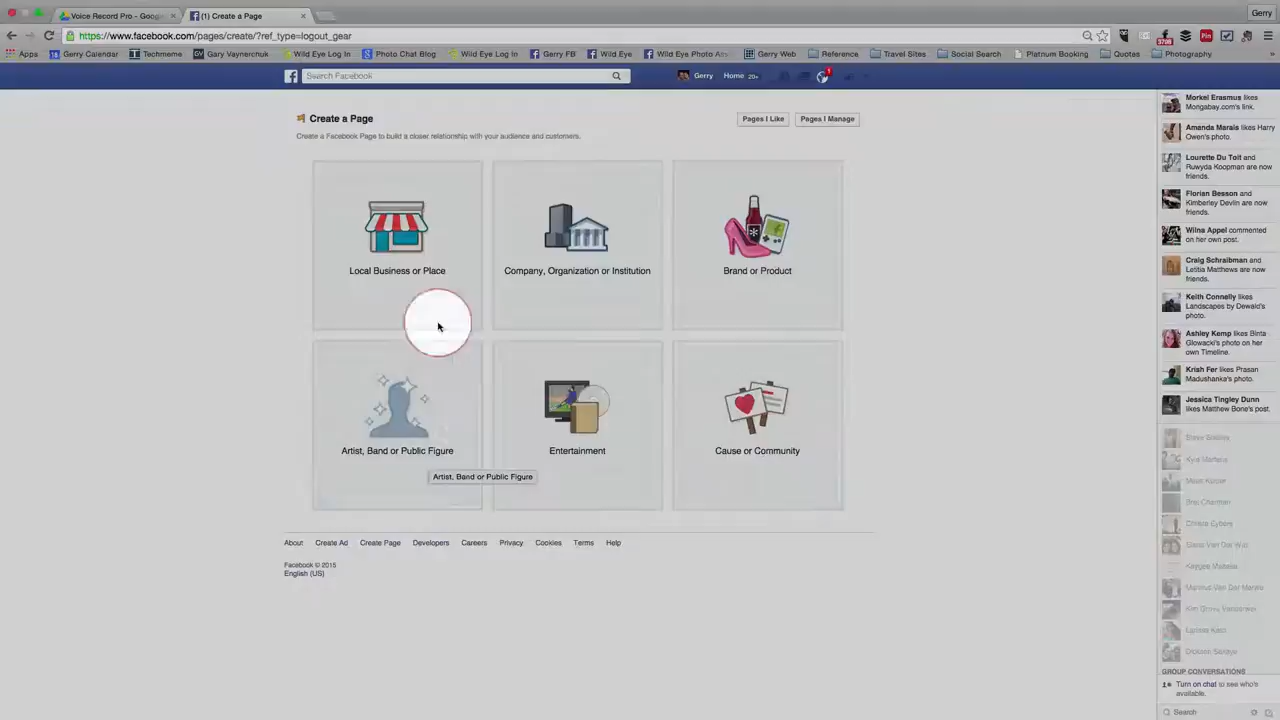 Voice Record Pro - Goog
(1) Create a Page
Gerry
https://www.facebook.com/pages/create/?ref_type=logout_gear
3709
Apps
Gerry Calendar
Techmeme
Gary Vaynerchuk
Wild Eye Log In
Photo Chat Blog
Wild Eye Log In
Gerry FB
Wild Eye
Wild Eye Photo As
Gerry Web
Reference
Travel Sites
Social Search
Platinum Booking
Quotes
Photography
Search Facebook
Gerry
Home 20+
1
Create a Page
Create a Facebook Page to build a closer relationship with your audience and customers.
Pages I Like
Pages I Manage
Local Business or Place
Company, Organization or Institution
Brand or Product
Artist, Band or Public Figure
Entertainment
Cause or Community
Artist, Band or Public Figure
About
Create Ad
Create Page
Developers
Careers
Privacy
Cookies
Terms
Help
Facebook © 2015
English (US)
Morkel Erasmus likes
Mongabay.com's link.
Amanda Marais likes Harry
Owen's photo.
Lourette Du Toit and
Ruwyda Koopman are now
friends.
Florian Besson and
Kimberley Devlin are now
friends.
Wilna Appel commented
on her own post.
Craig Schraibman and
Letitia Matthews are now
friends.
Keith Connelly likes
Landscapes by Dewald's
photo.
Ashley Kemp likes Binta
Glowacki's photo on her
own Timeline.
Krish Fer likes Prasan
Madushanka's photo.
Jessica Tingley Dunn
likes Matthew Bone's post.
GROUP CONVERSATIONS
Turn on chat to see who's
available.
Search